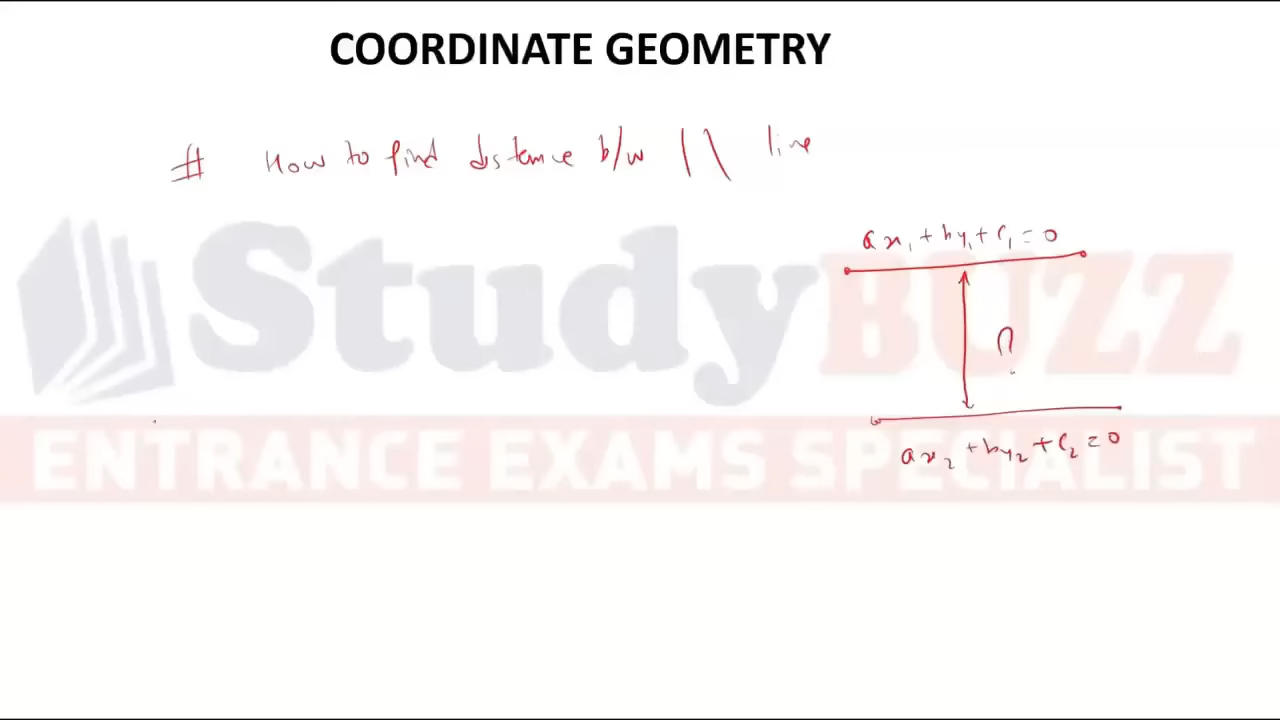 COORDINATE GEOMETRY
# How to find distance b/w || line
ax₁ + by₁ + c₁ = 0
StudyBUZZ
?
ax₂ + by₂ + c₂ = 0
ENTRANCE EXAMS SPECIALIST